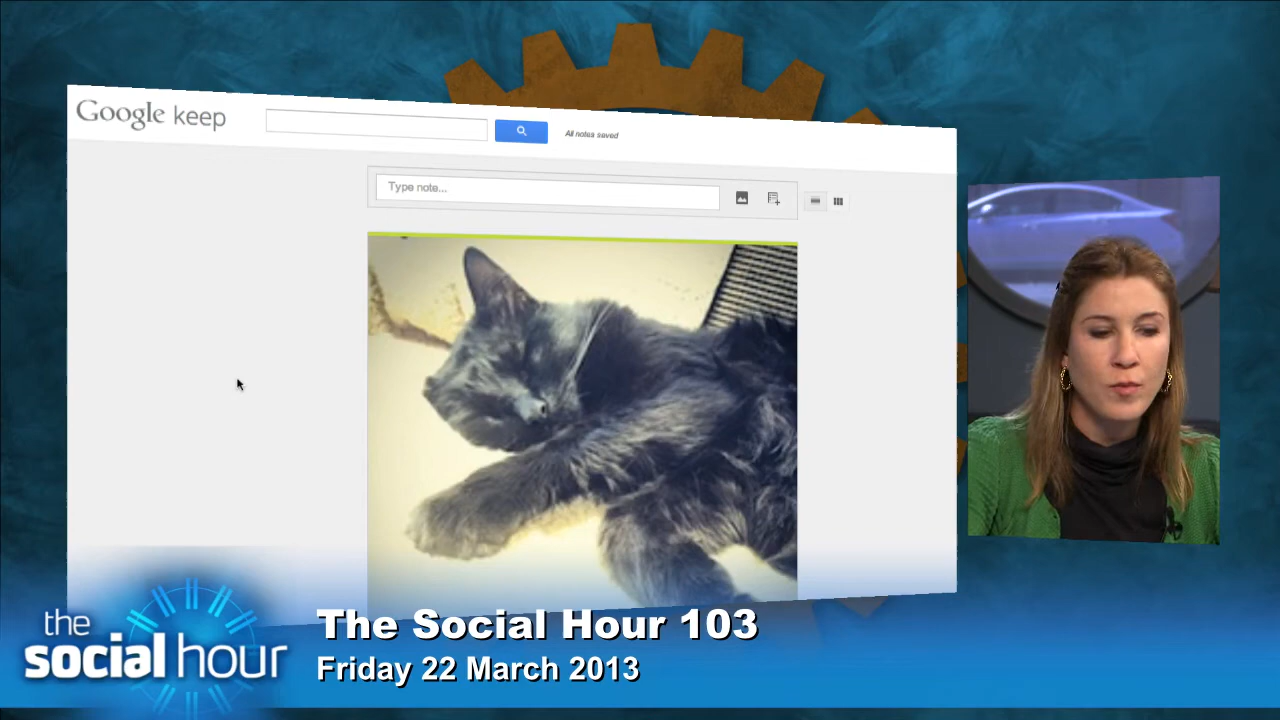 Google keep
All notes saved
Type note...
the
social hour
The Social Hour 103
Friday 22 March 2013